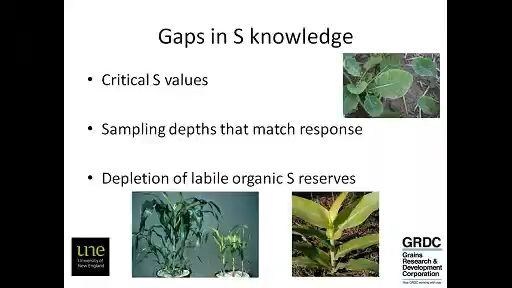 Gaps in S knowledge
• Critical S values
• Sampling depths that match response
• Depletion of labile organic S reserves
une
University of
New England
GRDC
Grains
Research &
Development
Corporation